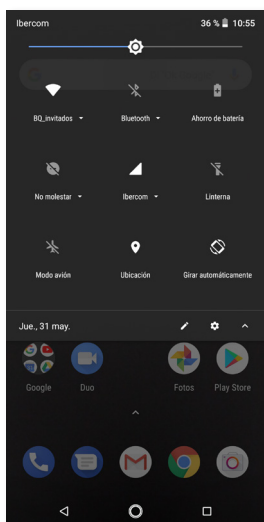 Ibercom 36 % 10:55
BQ_invitados Bluetooth Ahorro de batería
No molestar Ibercom Linterna
Modo avión Ubicación Girar automáticamente
Jue., 31 may.
Google Duo Fotos Play Store